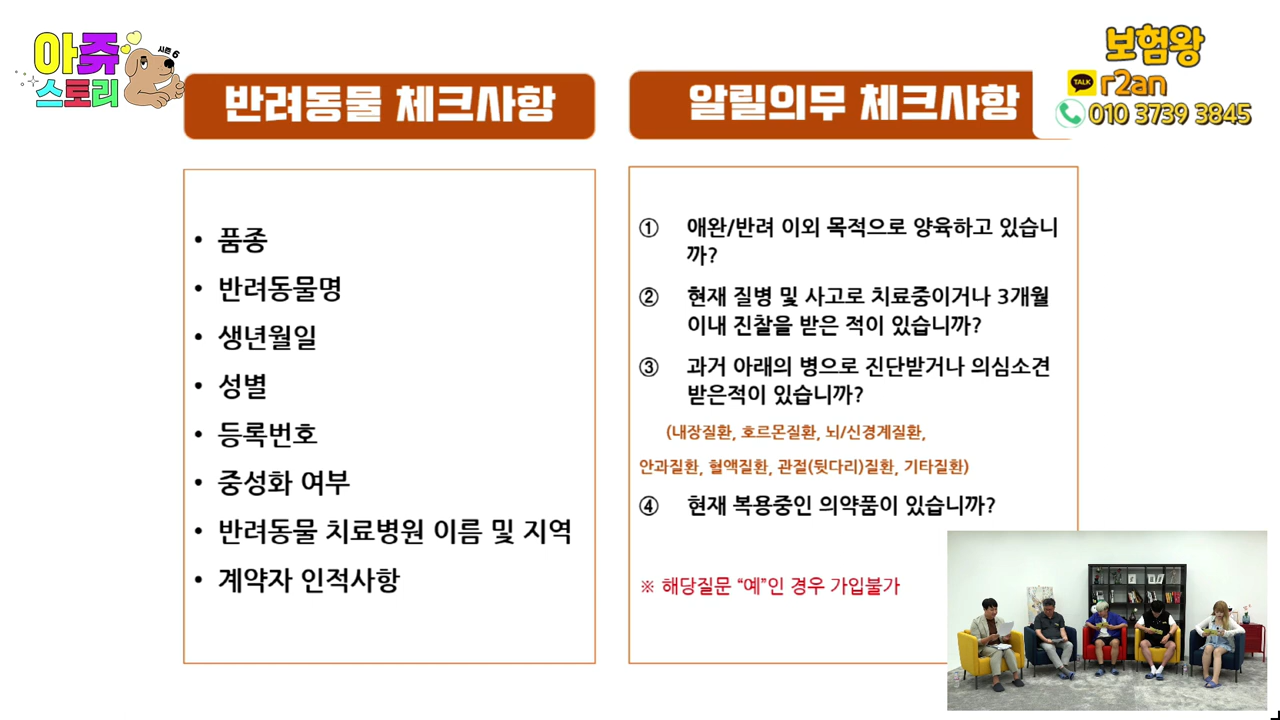 아쥬
스토리
시즌 6
보험왕
TALK
r2an
010 3739 3845
반려동물 체크사항
• 품종
• 반려동물명
• 생년월일
• 성별
• 등록번호
• 중성화 여부
• 반려동물 치료병원 이름 및 지역
• 계약자 인적사항
알릴의무 체크사항
① 애완/반려 이외 목적으로 양육하고 있습니
까?
② 현재 질병 및 사고로 치료중이거나 3개월
이내 진찰을 받은 적이 있습니까?
③ 과거 아래의 병으로 진단받거나 의심소견
받은적이 있습니까?
(내장질환, 호르몬질환, 뇌/신경계질환,
안과질환, 혈액질환, 관절(뒷다리)질환, 기타질환)
④ 현재 복용중인 의약품이 있습니까?
※ 해당질문 “예”인 경우 가입불가